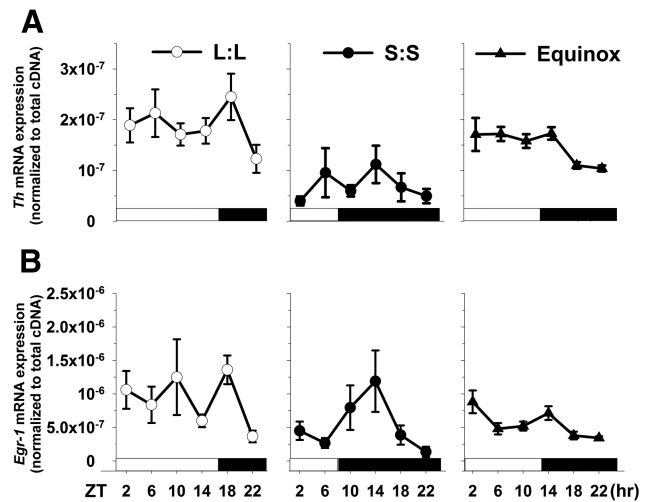 A
L:L
S:S
Equinox
Th mRNA expression
(normalized to total cDNA)
3x10⁻⁷
2x10⁻⁷
10⁻⁷
0
B
Egr-1 mRNA expression
(normalized to total cDNA)
2.5x10⁻⁶
2.0x10⁻⁶
1.5x10⁻⁶
10⁻⁶
5.0x10⁻⁷
0
ZT 2 6 10 14 18 22 2 6 10 14 18 22 2 6 10 14 18 22 (hr)